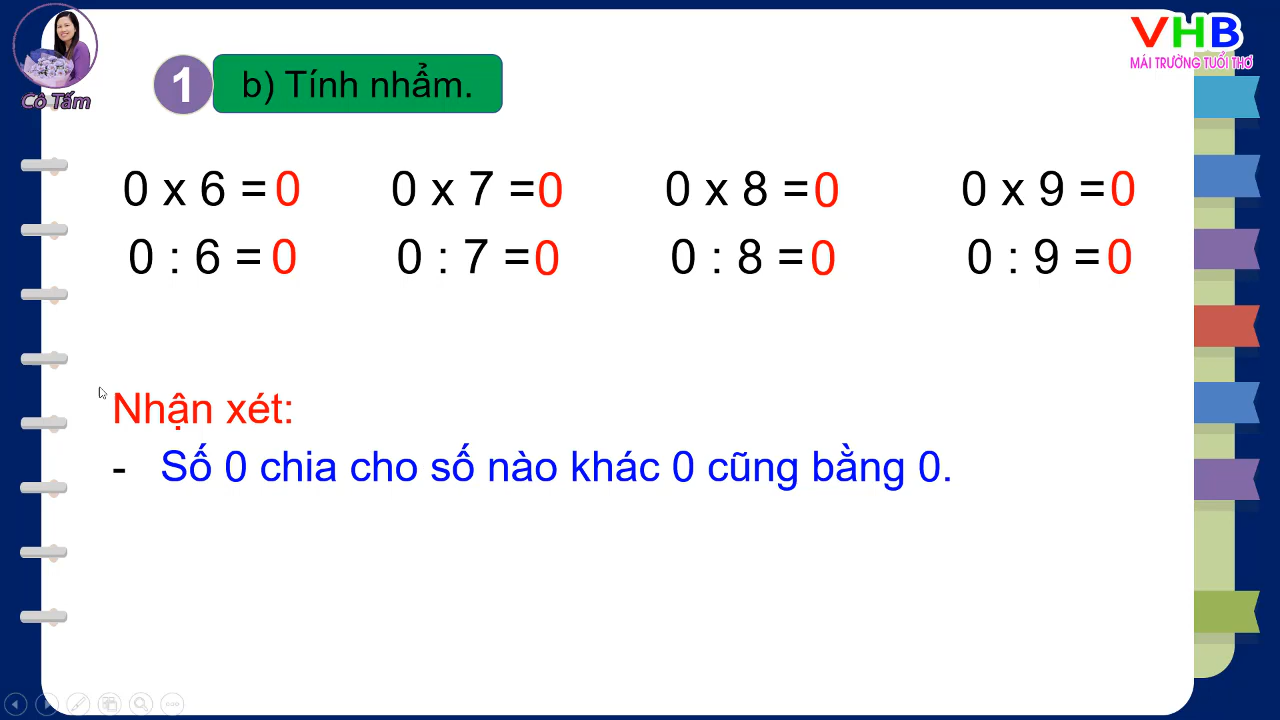 Cô Tấm
VHB
MÁI TRƯỜNG TUỔI THƠ
1 b) Tính nhẩm.
0 x 6 = 0 0 x 7 = 0 0 x 8 = 0 0 x 9 = 0
0 : 6 = 0 0 : 7 = 0 0 : 8 = 0 0 : 9 = 0
Nhận xét:
- Số 0 chia cho số nào khác 0 cũng bằng 0.